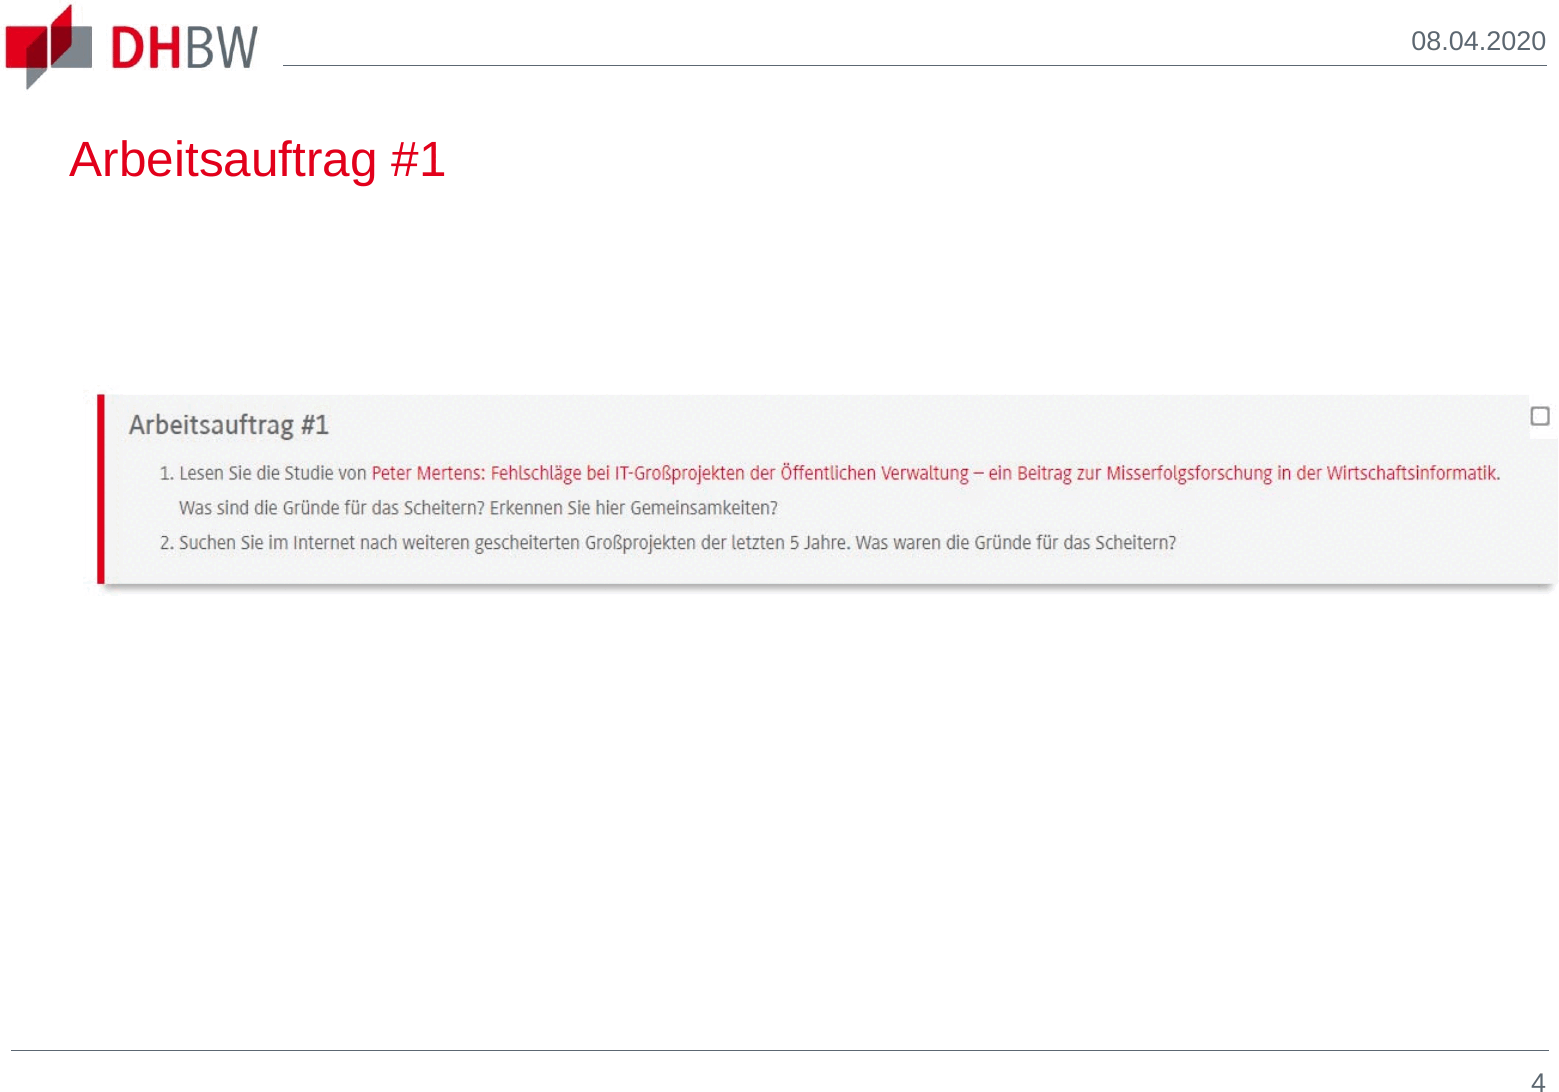 DHBW
08.04.2020
Arbeitsauftrag #1
Arbeitsauftrag #1
1. Lesen Sie die Studie von Peter Mertens: Fehlschläge bei IT-Großprojekten der Öffentlichen Verwaltung – ein Beitrag zur Misserfolgsforschung in der Wirtschaftsinformatik.
Was sind die Gründe für das Scheitern? Erkennen Sie hier Gemeinsamkeiten?
2. Suchen Sie im Internet nach weiteren gescheiterten Großprojekten der letzten 5 Jahre. Was waren die Gründe für das Scheitern?
4